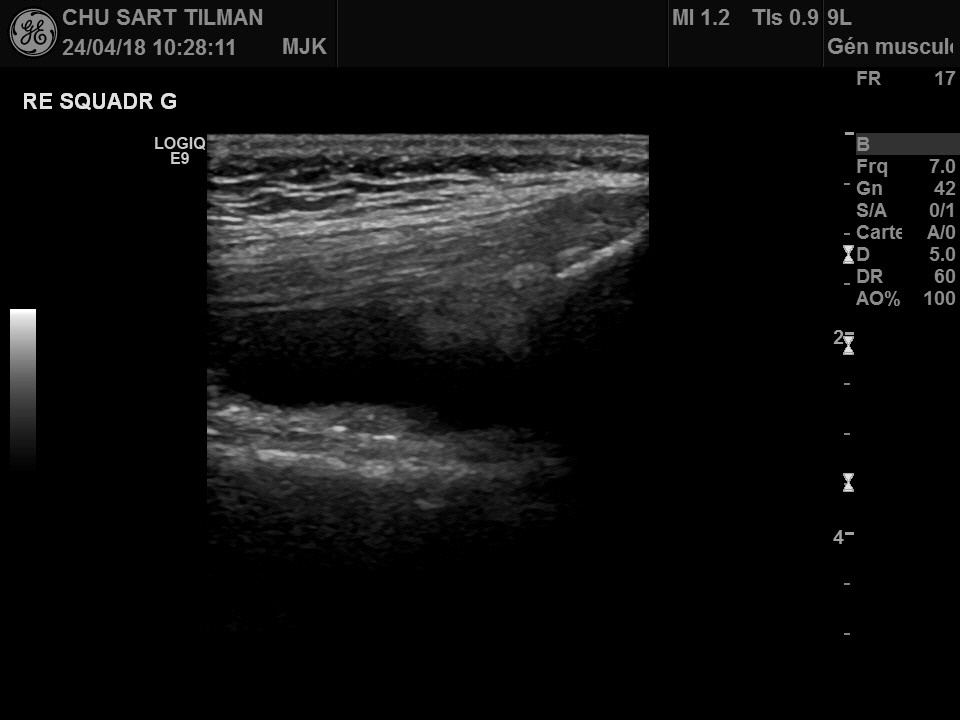 CHU SART TILMAN
24/04/18 10:28:11 MJK
MI 1.2 TIs 0.9 9L
Gén muscul
FR 17
RE SQUADR G
LOGIQ
E9
B
Frq 7.0
Gn 42
S/A 0/1
Carte A/0
D 5.0
DR 60
AO% 100
2
4